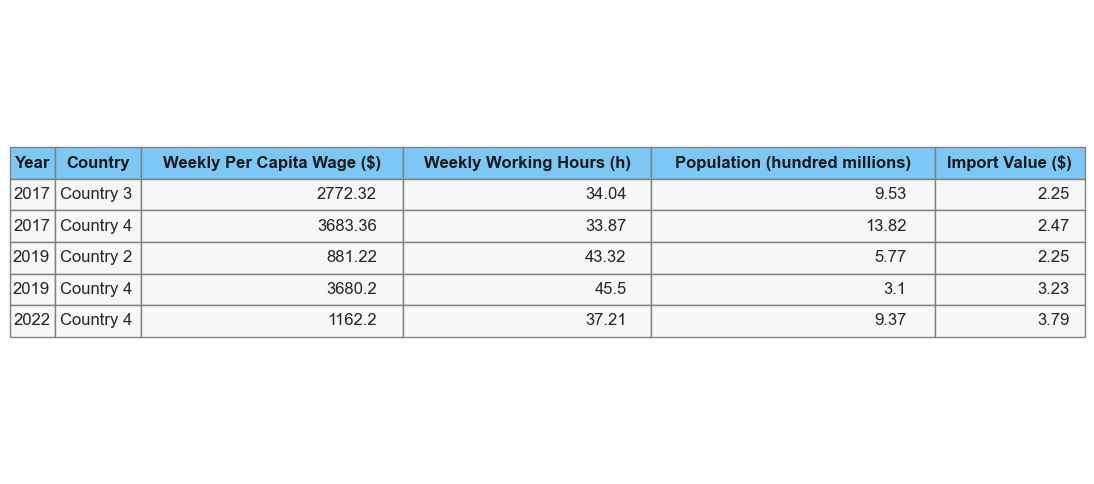 Year Country Weekly Per Capita Wage ($) Weekly Working Hours (h) Population (hundred millions) Import Value ($)
2017 Country 3 2772.32 34.04 9.53 2.25
2017 Country 4 3683.36 33.87 13.82 2.47
2019 Country 2 881.22 43.32 5.77 2.25
2019 Country 4 3680.2 45.5 3.1 3.23
2022 Country 4 1162.2 37.21 9.37 3.79